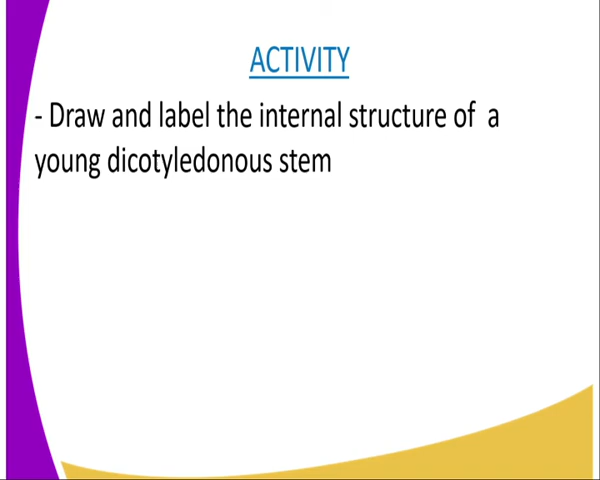 ACTIVITY
- Draw and label the internal structure of a
young dicotyledonous stem